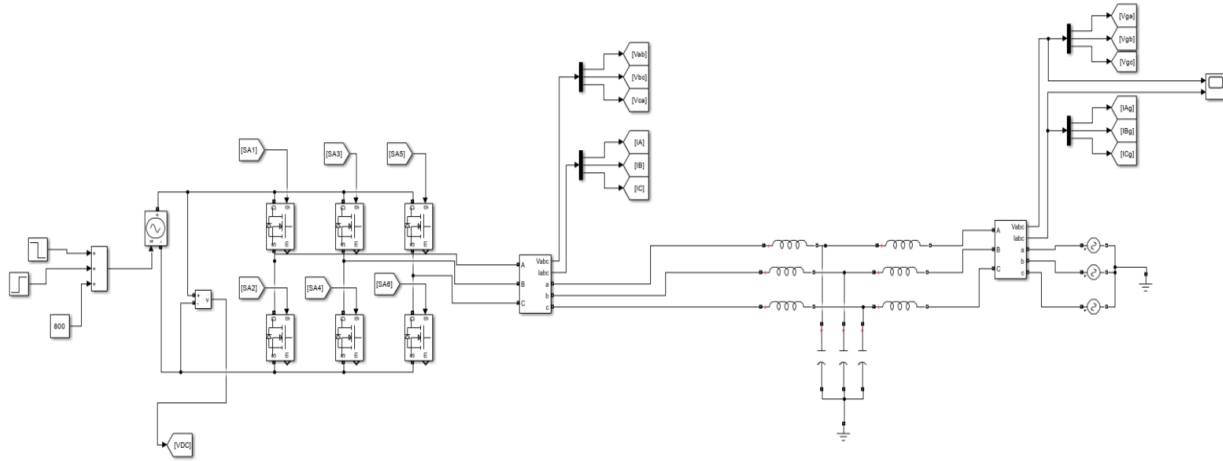 [Vga]
[Vgb]
[Vgc]
[Vab]
[Vbc]
[Vca]
[IAg]
[IBg]
[ICg]
[SA1]
[SA3]
[SA5]
[IA]
[IB]
[IC]
Vabc
Iabc
A
B
C
a
b
c
Vabc
Iabc
A
B
C
a
b
c
[SA2]
[SA4]
[SA6]
v
800
[VDC]